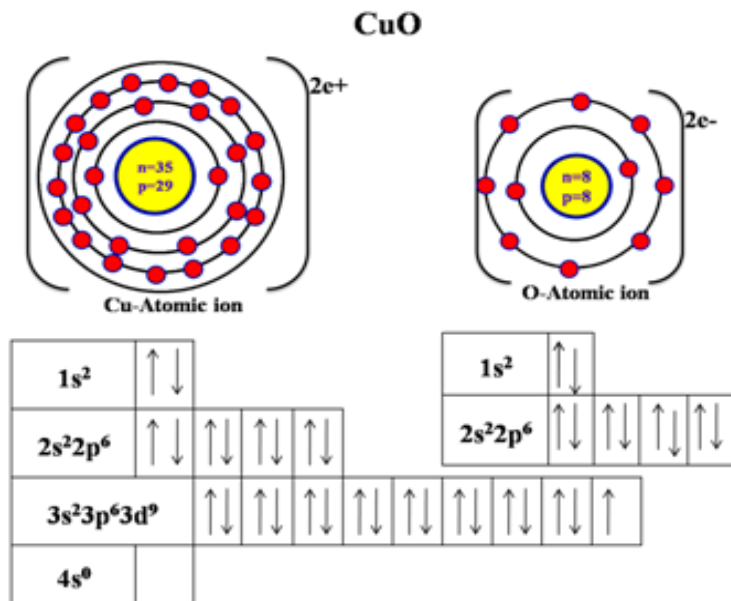 CuO
2e+
2e-
n=35
p=29
n=8
p=8
Cu-Atomic ion
O-Atomic ion
1s²
1s²
2s²2p⁶
2s²2p⁶
3s²3p⁶3d⁹
4s⁰